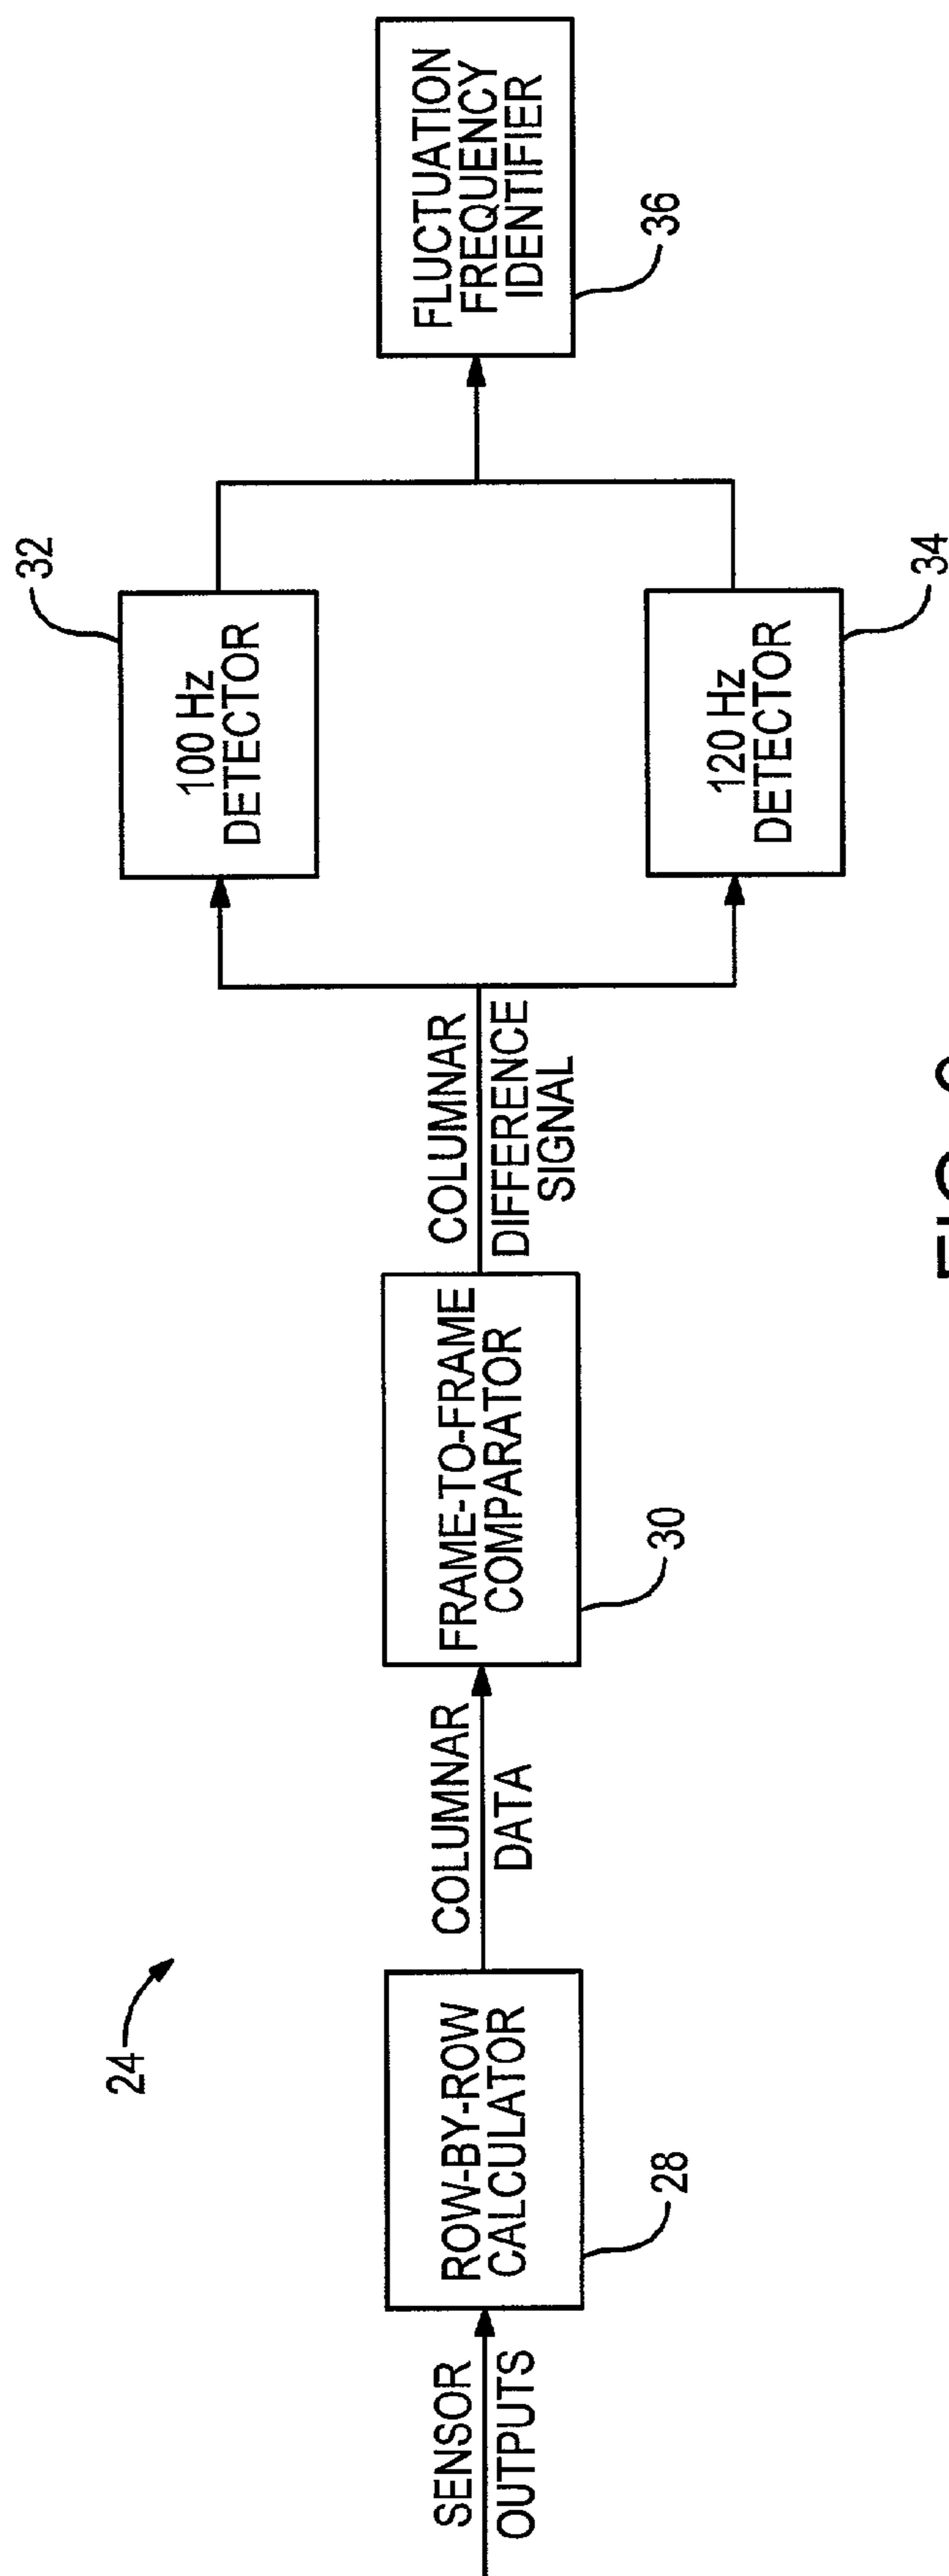 24
SENSOR
OUTPUTS
ROW-BY-ROW
CALCULATOR
28
COLUMNAR
DATA
FRAME-TO-FRAME
COMPARATOR
30
COLUMNAR
DIFFERENCE
SIGNAL
100 Hz
DETECTOR
32
120 Hz
DETECTOR
34
FLUCTUATION
FREQUENCY
IDENTIFIER
36